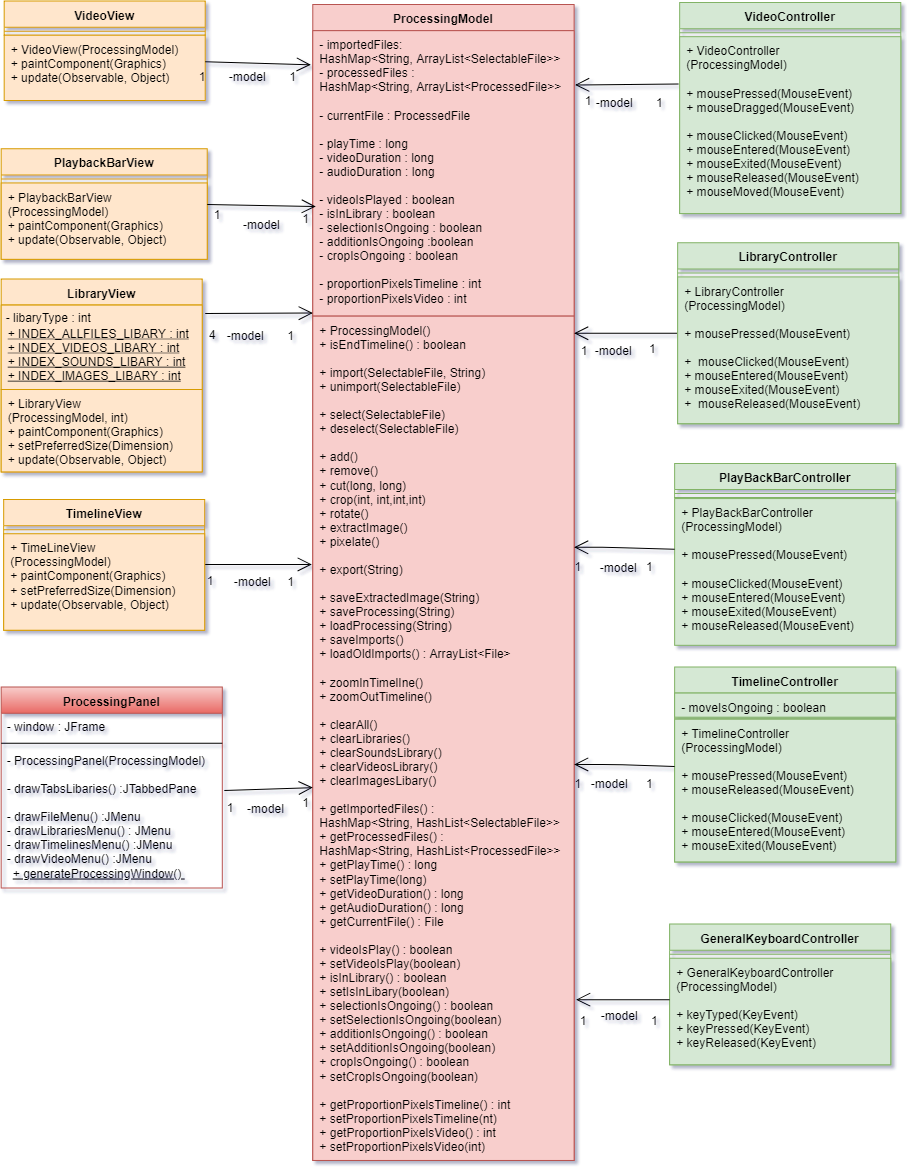 VideoView
+ VideoView(ProcessingModel)
+ paintComponent(Graphics)
+ update(Observable, Object)
1
-model
1
PlaybackBarView
+ PlaybackBarView
(ProcessingModel)
+ paintComponent(Graphics)
+ update(Observable, Object)
1
-model
1
LibraryView
- libaryType : int
+ INDEX_ALLFILES_LIBARY : int
+ INDEX_VIDEOS_LIBARY : int
+ INDEX_SOUNDS_LIBARY : int
+ INDEX_IMAGES_LIBARY : int
+ LibraryView
(ProcessingModel, int)
+ paintComponent(Graphics)
+ setPreferredSize(Dimension)
+ update(Observable, Object)
4
-model
1
TimelineView
+ TimeLineView
(ProcessingModel)
+ paintComponent(Graphics)
+ setPreferredSize(Dimension)
+ update(Observable, Object)
1
-model
1
ProcessingPanel
- window : JFrame
- ProcessingPanel(ProcessingModel)
- drawTabsLibaries() :JTabbedPane
- drawFileMenu() :JMenu
- drawLibrariesMenu() : JMenu
- drawTimelinesMenu() :JMenu
- drawVideoMenu() :JMenu
+ generateProcessingWindow()
1
-model
1
ProcessingModel
- importedFiles:
HashMap<String, ArrayList<SelectableFile>>
- processedFiles :
HashMap<String, ArrayList<ProcessedFile>>
- currentFile : ProcessedFile
- playTime : long
- videoDuration : long
- audioDuration : long
- videoIsPlayed : boolean
- isInLibrary : boolean
- selectionIsOngoing : boolean
- additionIsOngoing :boolean
- cropIsOngoing : boolean
- proportionPixelsTimeline : int
- proportionPixelsVideo : int
+ ProcessingModel()
+ isEndTimeline() : boolean
+ import(SelectableFile, String)
+ unimport(SelectableFile)
+ select(SelectableFile)
+ deselect(SelectableFile)
+ add()
+ remove()
+ cut(long, long)
+ crop(int, int,int,int)
+ rotate()
+ extractImage()
+ pixelate()
+ export(String)
+ saveExtractedImage(String)
+ saveProcessing(String)
+ loadProcessing(String)
+ saveImports()
+ loadOldImports() : ArrayList<File>
+ zoomInTimelIne()
+ zoomOutTimeline()
+ clearAll()
+ clearLibraries()
+ clearSoundsLibrary()
+ clearVideosLibrary()
+ clearImagesLibary()
+ getImportedFiles() :
HashMap<String, HashList<SelectableFile>>
+ getProcessedFiles() :
HashMap<String, HashList<ProcessedFile>>
+ getPlayTime() : long
+ setPlayTime(long)
+ getVideoDuration() : long
+ getAudioDuration() : long
+ getCurrentFile() : File
+ videoIsPlay() : boolean
+ setVideoIsPlay(boolean)
+ isInLibrary() : boolean
+ setIsInLibary(boolean)
+ selectionIsOngoing() : boolean
+ setSelectionIsOngoing(boolean)
+ additionIsOngoing() : boolean
+ setAdditionIsOngoing(boolean)
+ cropIsOngoing() : boolean
+ setCropIsOngoing(boolean)
+ getProportionPixelsTimeline() : int
+ setProportionPixelsTimeline(nt)
+ getProportionPixelsVideo() : int
+ setProportionPixelsVideo(int)
VideoController
+ VideoController
(ProcessingModel)
+ mousePressed(MouseEvent)
+ mouseDragged(MouseEvent)
+ mouseClicked(MouseEvent)
+ mouseEntered(MouseEvent)
+ mouseExited(MouseEvent)
+ mouseReleased(MouseEvent)
+ mouseMoved(MouseEvent)
1
-model
1
LibraryController
+ LibraryController
(ProcessingModel)
+ mousePressed(MouseEvent)
+ mouseClicked(MouseEvent)
+ mouseEntered(MouseEvent)
+ mouseExited(MouseEvent)
+ mouseReleased(MouseEvent)
1
-model
1
PlayBackBarController
+ PlayBackBarController
(ProcessingModel)
+ mousePressed(MouseEvent)
+ mouseClicked(MouseEvent)
+ mouseEntered(MouseEvent)
+ mouseExited(MouseEvent)
+ mouseReleased(MouseEvent)
1
-model
1
TimelineController
- moveIsOngoing : boolean
+ TimelineController
(ProcessingModel)
+ mousePressed(MouseEvent)
+ mouseReleased(MouseEvent)
+ mouseClicked(MouseEvent)
+ mouseEntered(MouseEvent)
+ mouseExited(MouseEvent)
1
-model
1
GeneralKeyboardController
+ GeneralKeyboardController
(ProcessingModel)
+ keyTyped(KeyEvent)
+ keyPressed(KeyEvent)
+ keyReleased(KeyEvent)
1
-model
1